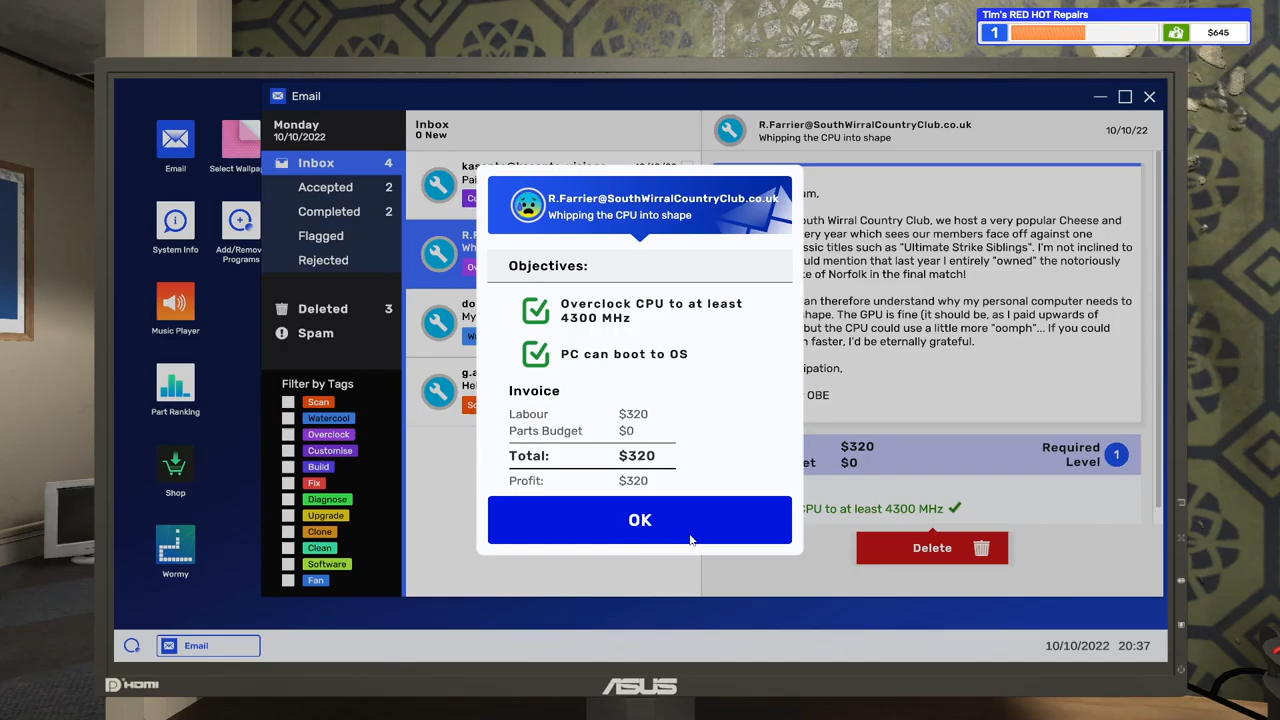 Tim's RED HOT Repairs
1
$645
Email
Monday
10/10/2022
Inbox 4
Accepted 2
Completed 2
Flagged
Rejected
Deleted 3
Spam
Filter by Tags
Scan
Watercool
Overclock
Customise
Build
Fix
Diagnose
Upgrade
Clone
Clean
Software
Fan
Email
Select Wallpa
System Info
Add/Remov
Programs
Music Player
Part Ranking
Shop
Wormy
Inbox
0 New
R.Farrier@SouthWirralCountryClub.co.uk
Whipping the CPU into shape
10/10/22
am,
outh Wirral Country Club, we host a very popular Cheese and
ery year which sees our members face off against one
ssic titles such as "Ultimate Strike Siblings". I'm not inclined to
uld mention that last year I entirely "owned" the notoriously
ke of Norfolk in the final match!
an therefore understand why my personal computer needs to
shape. The GPU is fine (it should be, as I paid upwards of
but the CPU could use a little more "oomph"... If you could
n faster, I'd be eternally grateful.
ipation,
OBE
$320
et $0
Required
Level 1
CPU to at least 4300 MHz
Delete
R.Farrier@SouthWirralCountryClub.co.uk
Whipping the CPU into shape
Objectives:
Overclock CPU to at least
4300 MHz
PC can boot to OS
Invoice
Labour $320
Parts Budget $0
Total: $320
Profit: $320
OK
Email
10/10/2022 20:37
HDMI
ASUS